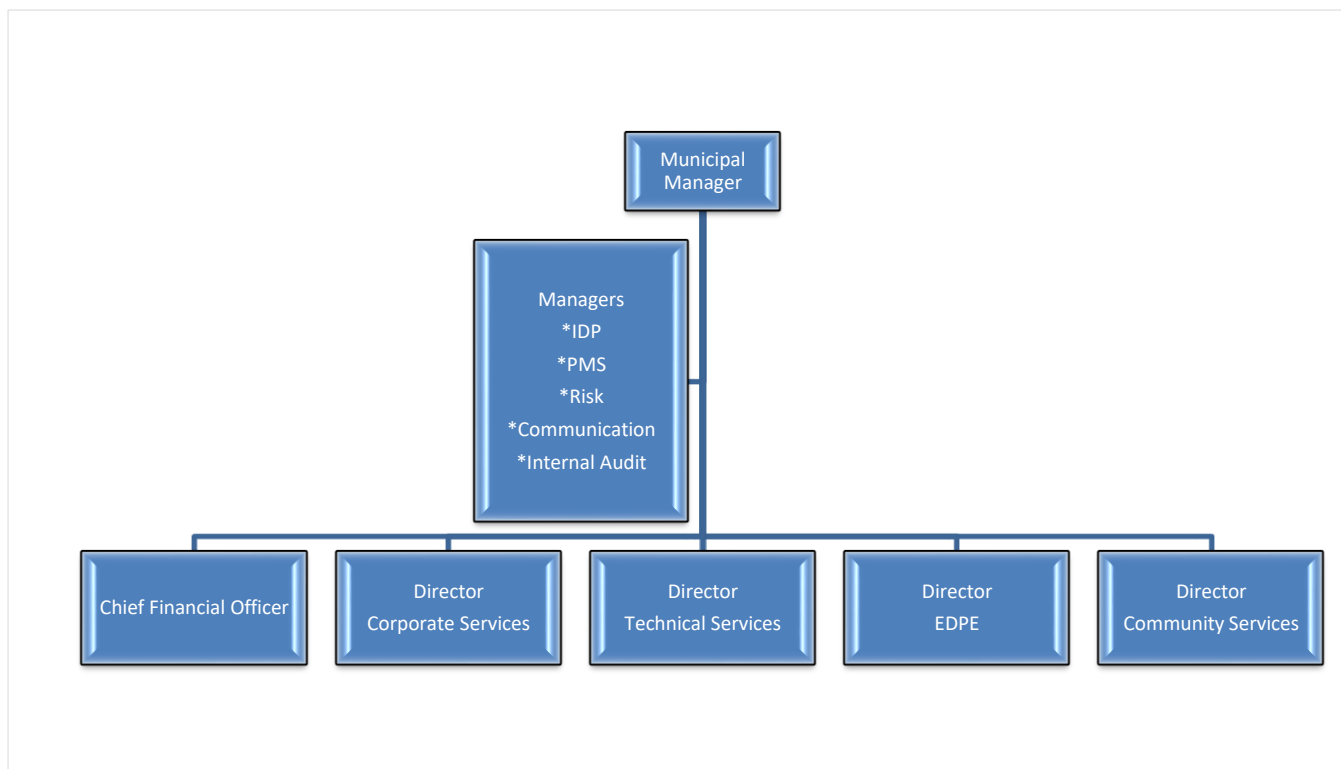 Municipal
Manager
Managers
*IDP
*PMS
*Risk
*Communication
*Internal Audit
Chief Financial Officer
Director
Corporate Services
Director
Technical Services
Director
EDPE
Director
Community Services